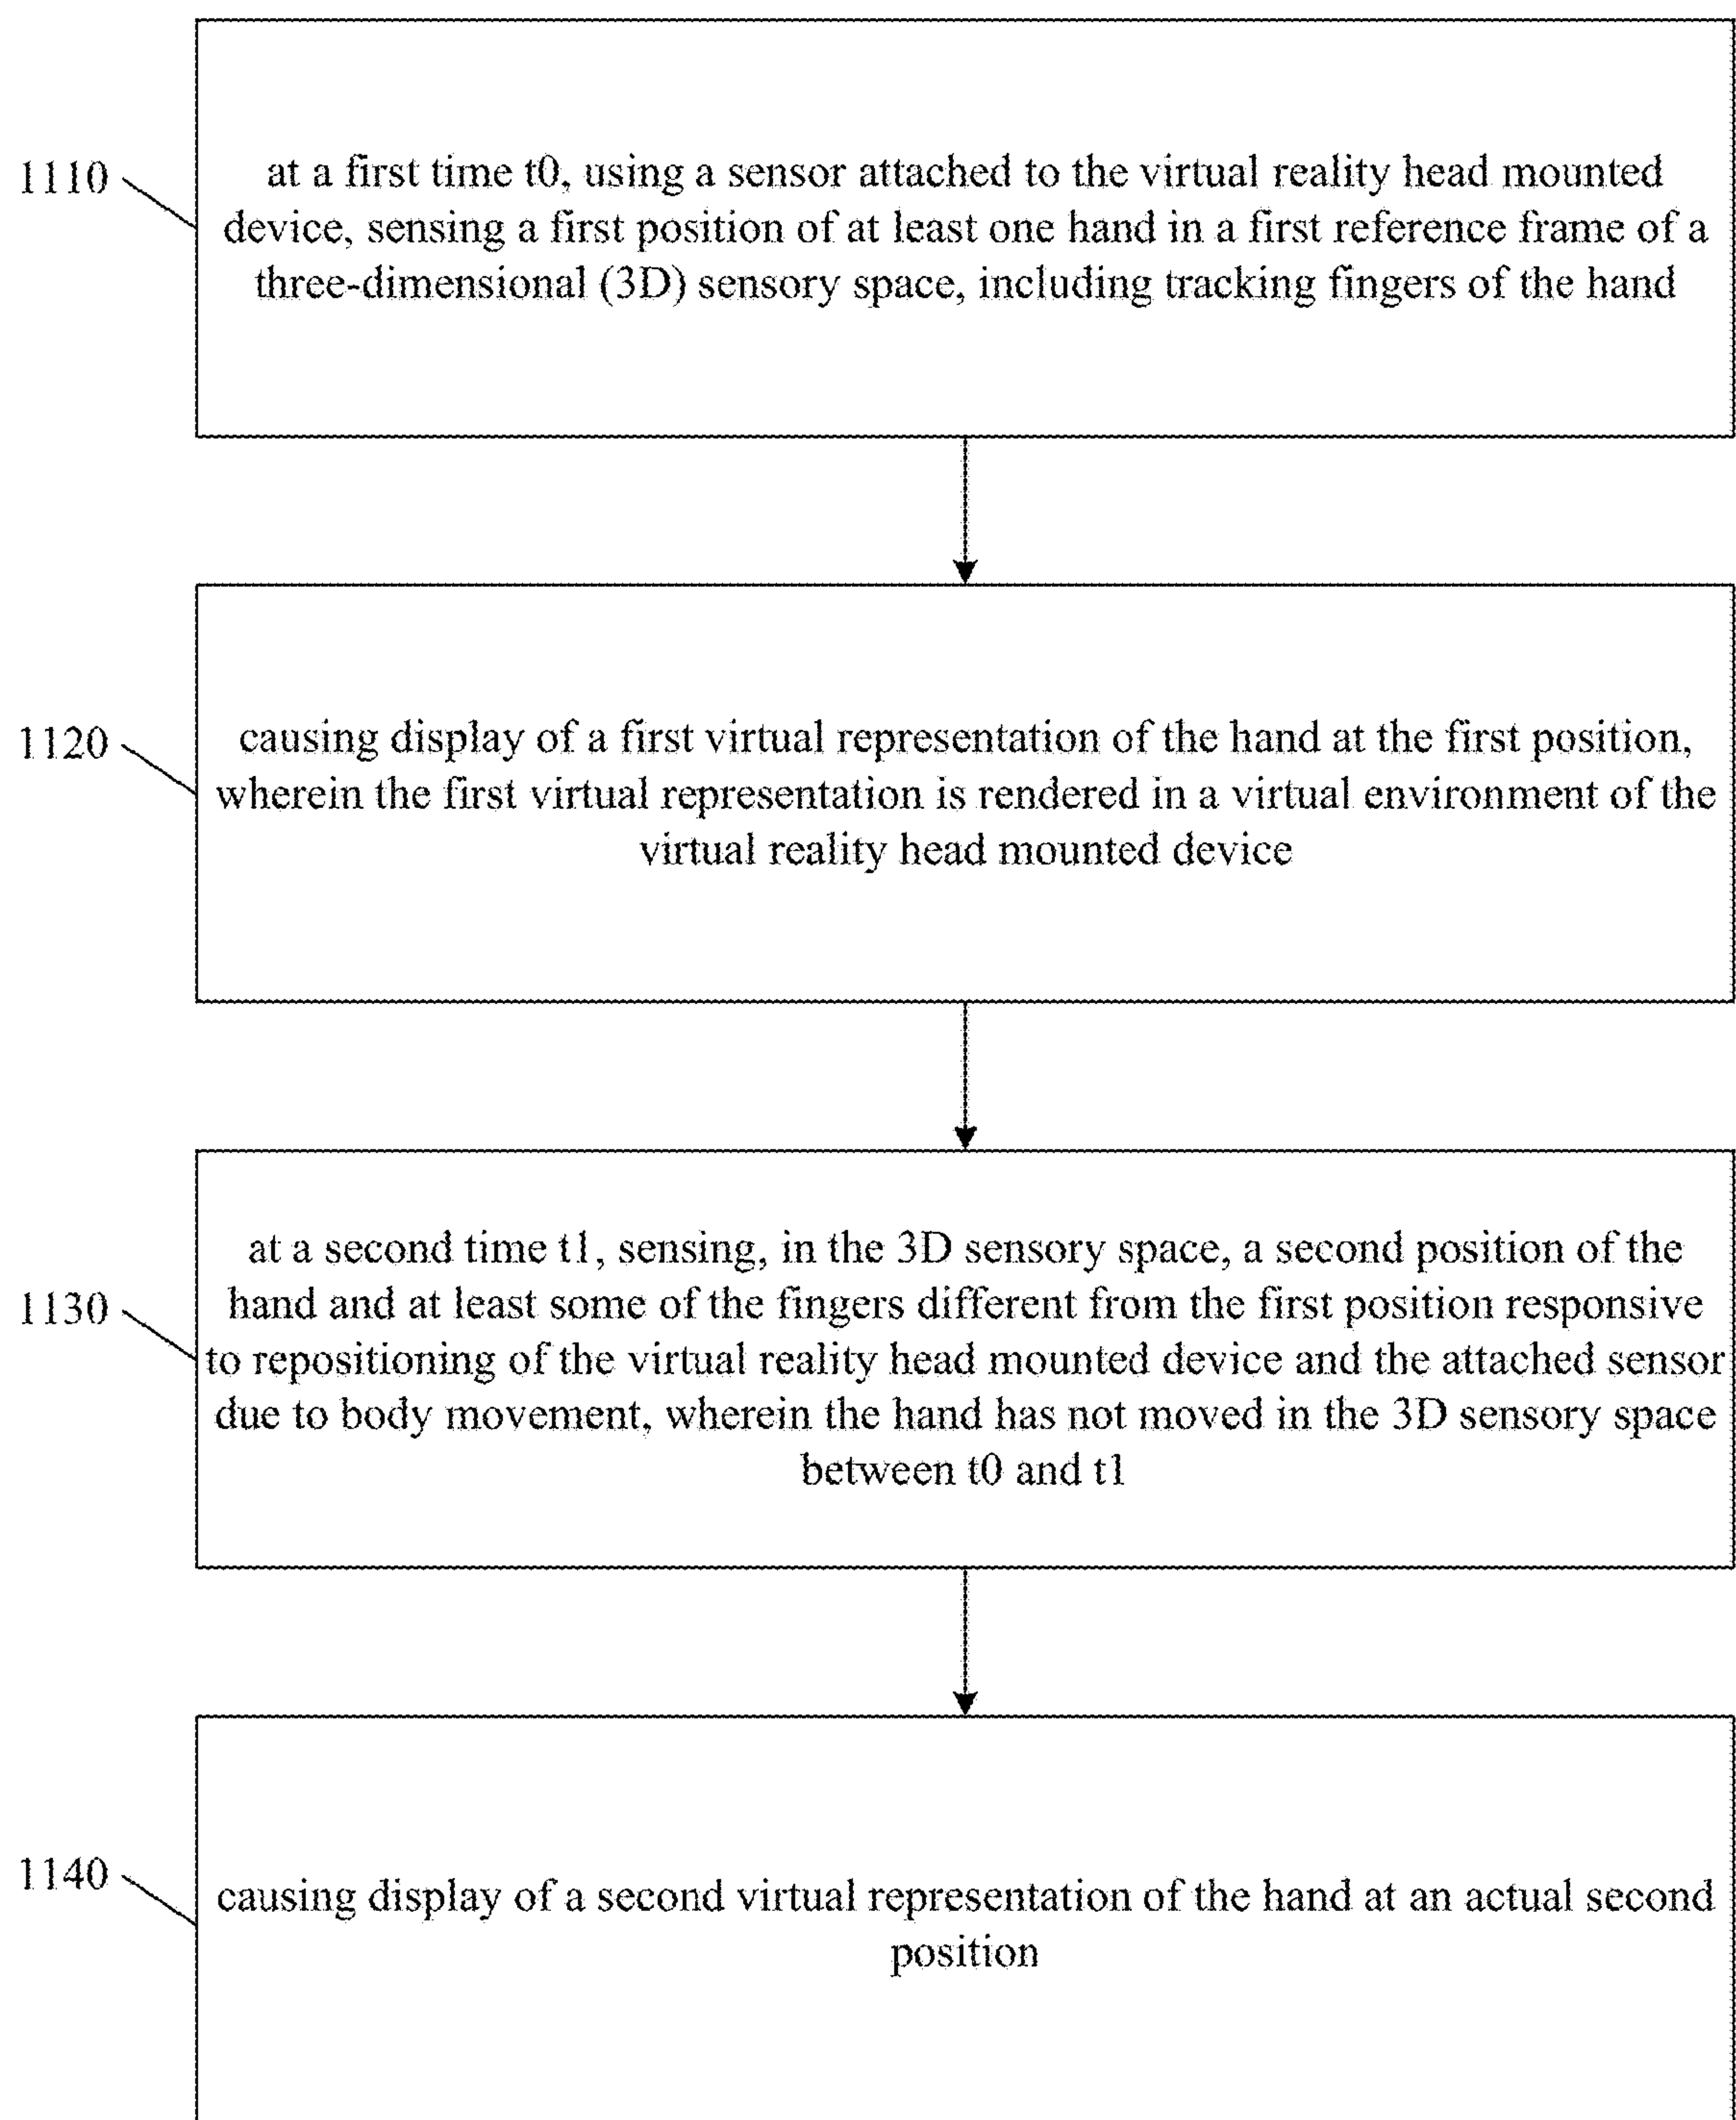 1110
at a first time t0, using a sensor attached to the virtual reality head mounted
device, sensing a first position of at least one hand in a first reference frame of a
three-dimensional (3D) sensory space, including tracking fingers of the hand
1120
causing display of a first virtual representation of the hand at the first position,
wherein the first virtual representation is rendered in a virtual environment of the
virtual reality head mounted device
1130
at a second time t1, sensing, in the 3D sensory space, a second position of the
hand and at least some of the fingers different from the first position responsive
to repositioning of the virtual reality head mounted device and the attached sensor
due to body movement, wherein the hand has not moved in the 3D sensory space
between t0 and t1
1140
causing display of a second virtual representation of the hand at an actual second
position